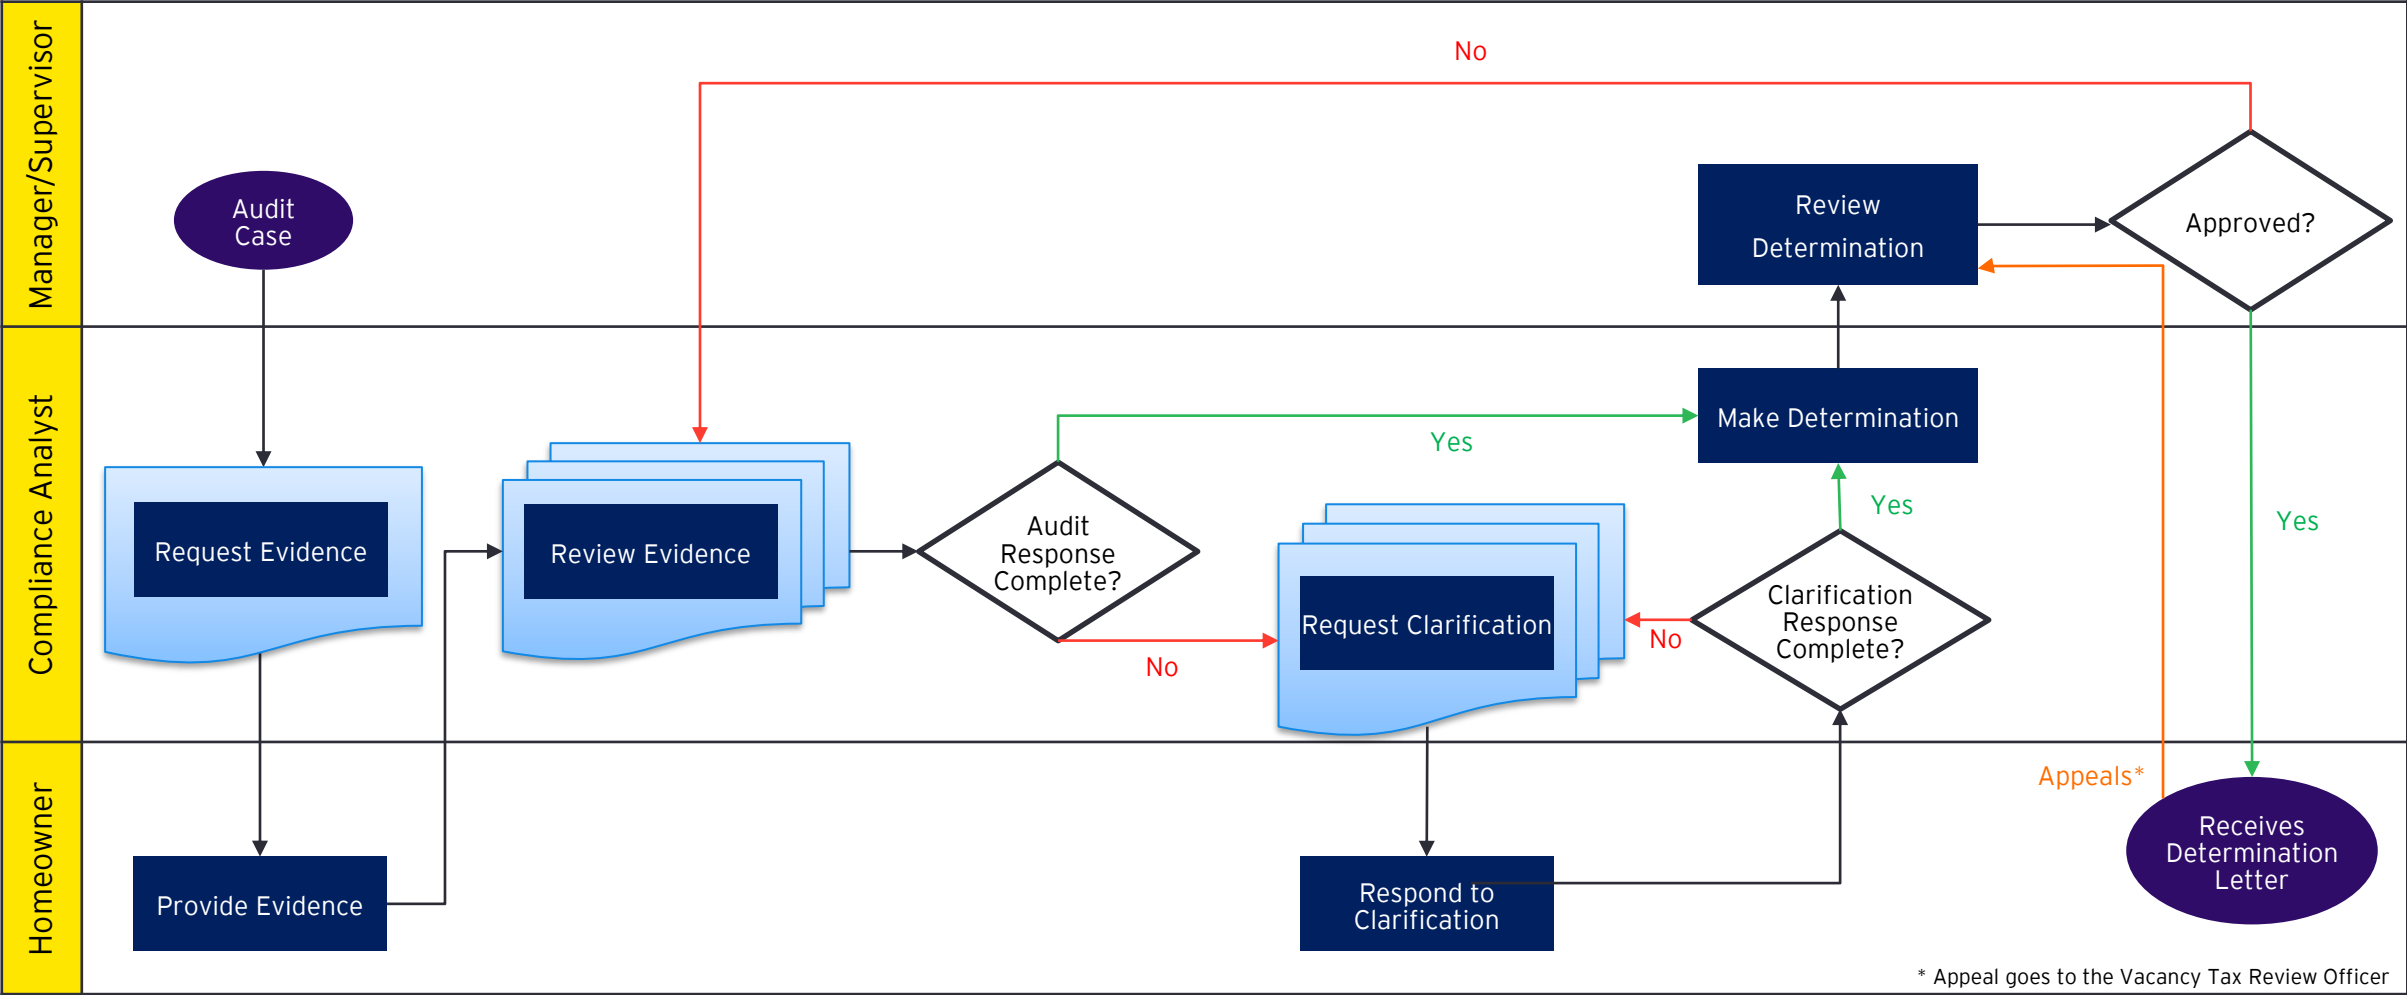 Manager/Supervisor
No
Audit
Case
Review
Determination
Approved?
Compliance Analyst
Request Evidence
Review Evidence
Audit
Response
Complete?
Yes
No
Make Determination
Yes
Request Clarification
No
Clarification
Response
Complete?
Yes
Homeowner
Provide Evidence
Respond to
Clarification
Appeals*
Receives
Determination
Letter
* Appeal goes to the Vacancy Tax Review Officer